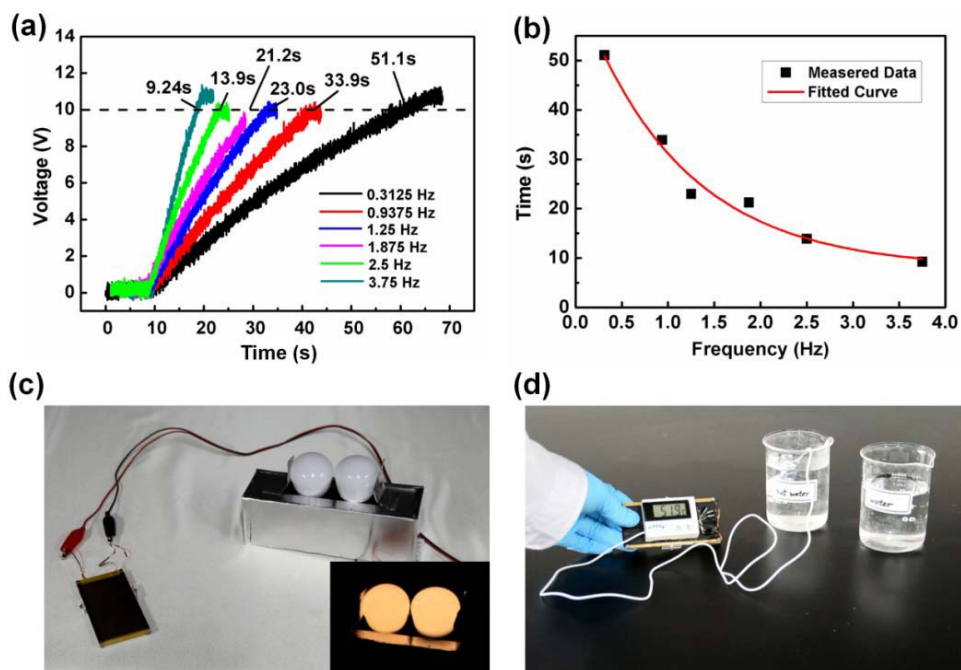 (a)
12
10
8
6
4
2
0
Voltage (V)
9.24s
13.9s
21.2s
23.0s
33.9s
51.1s
0.3125 Hz
0.9375 Hz
1.25 Hz
1.875 Hz
2.5 Hz
3.75 Hz
0 10 20 30 40 50 60 70
Time (s)
(b)
50
40
30
20
10
0
Time (s)
Measered Data
Fitted Curve
0.0 0.5 1.0 1.5 2.0 2.5 3.0 3.5 4.0
Frequency (Hz)
(c)
(d)
water
water